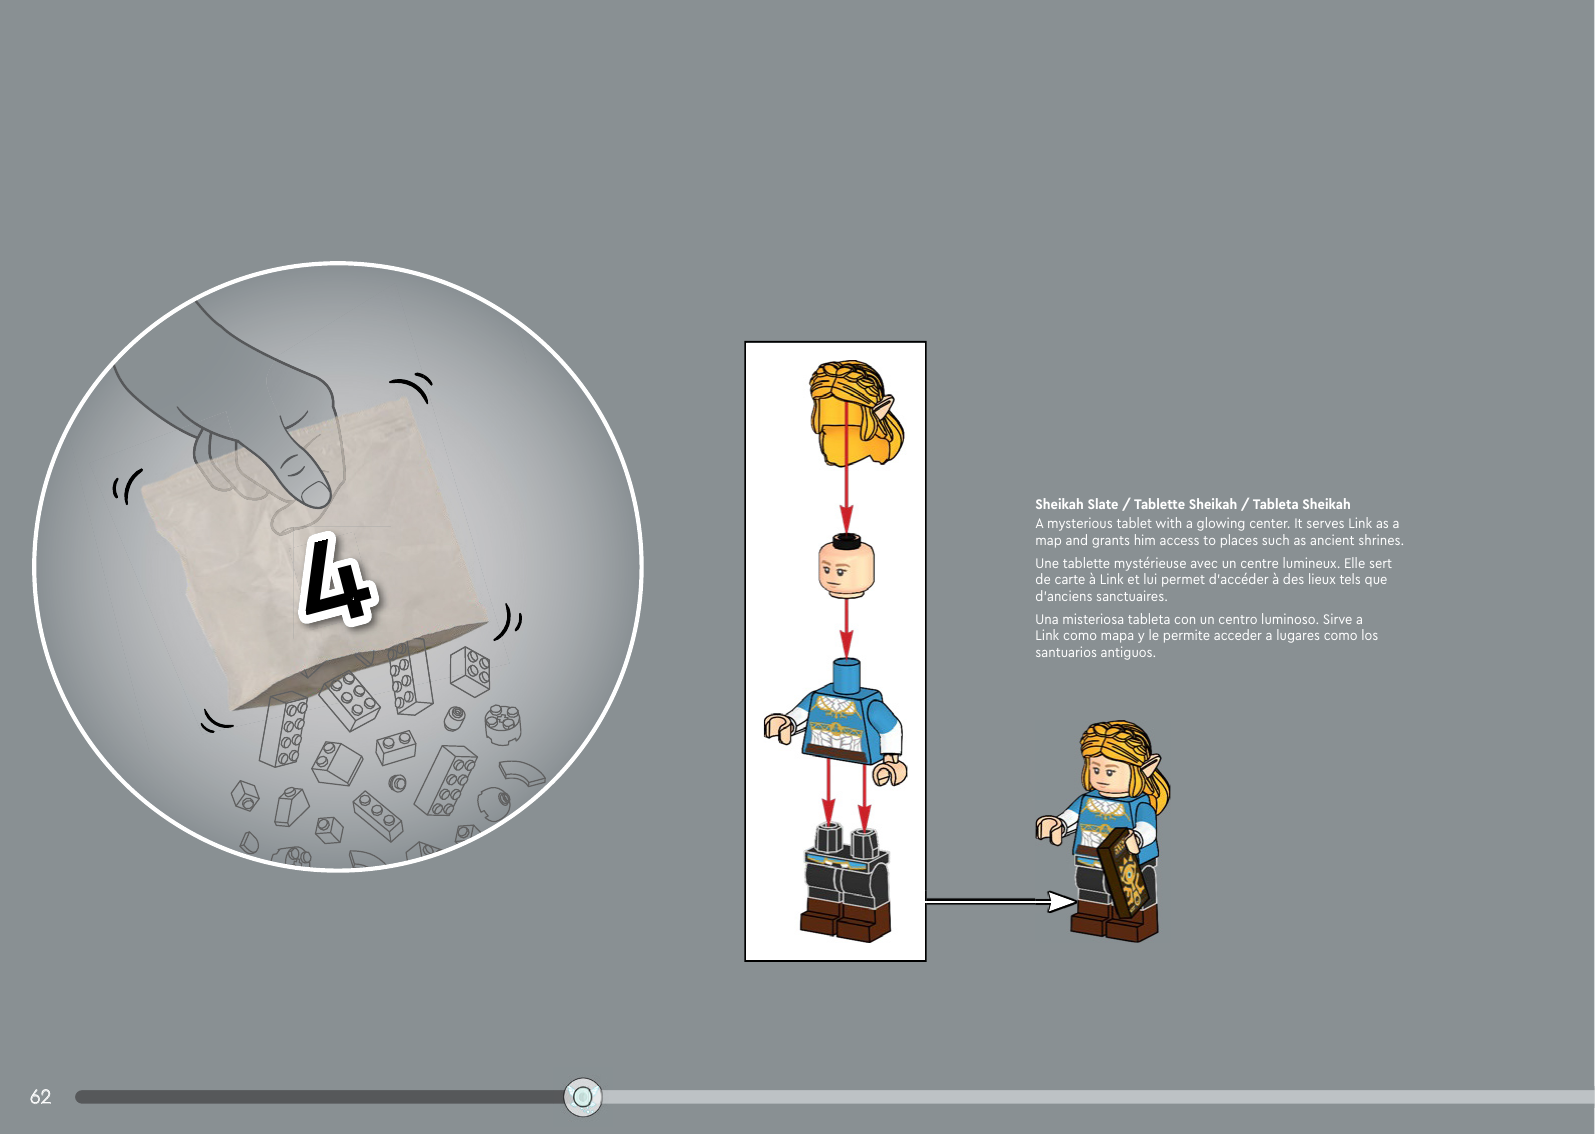 4
Sheikah Slate / Tablette Sheikah / Tableta Sheikah
A mysterious tablet with a glowing center. It serves Link as a
map and grants him access to places such as ancient shrines.
Une tablette mystérieuse avec un centre lumineux. Elle sert
de carte à Link et lui permet d'accéder à des lieux tels que
d'anciens sanctuaires.
Una misteriosa tableta con un centro luminoso. Sirve a
Link como mapa y le permite acceder a lugares como los
santuarios antiguos.
62